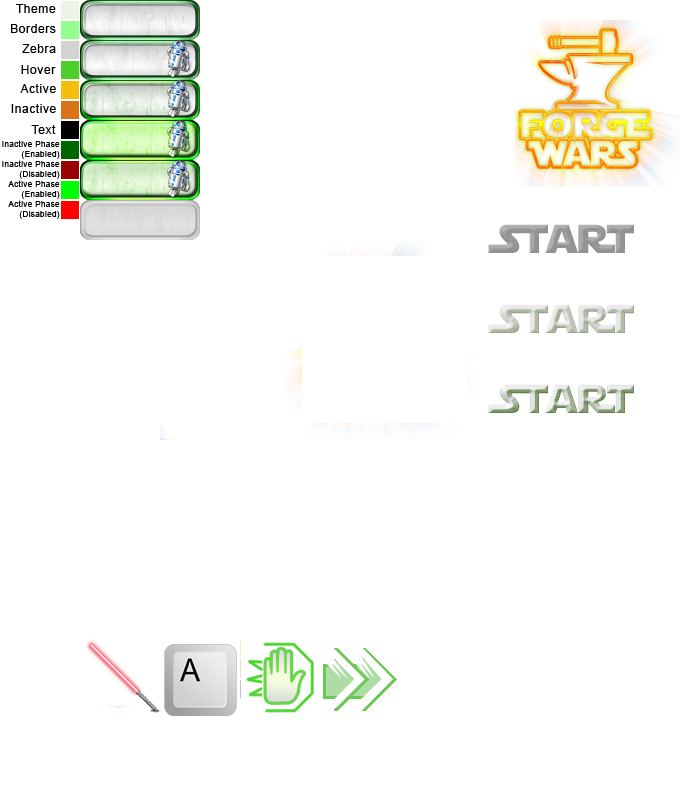 Theme
Borders
Zebra
Hover
Active
Inactive
Text
Inactive Phase
(Enabled)
Inactive Phase
(Disabled)
Active Phase
(Enabled)
Active Phase
(Disabled)
FORGE
WARS
START
START
START
A